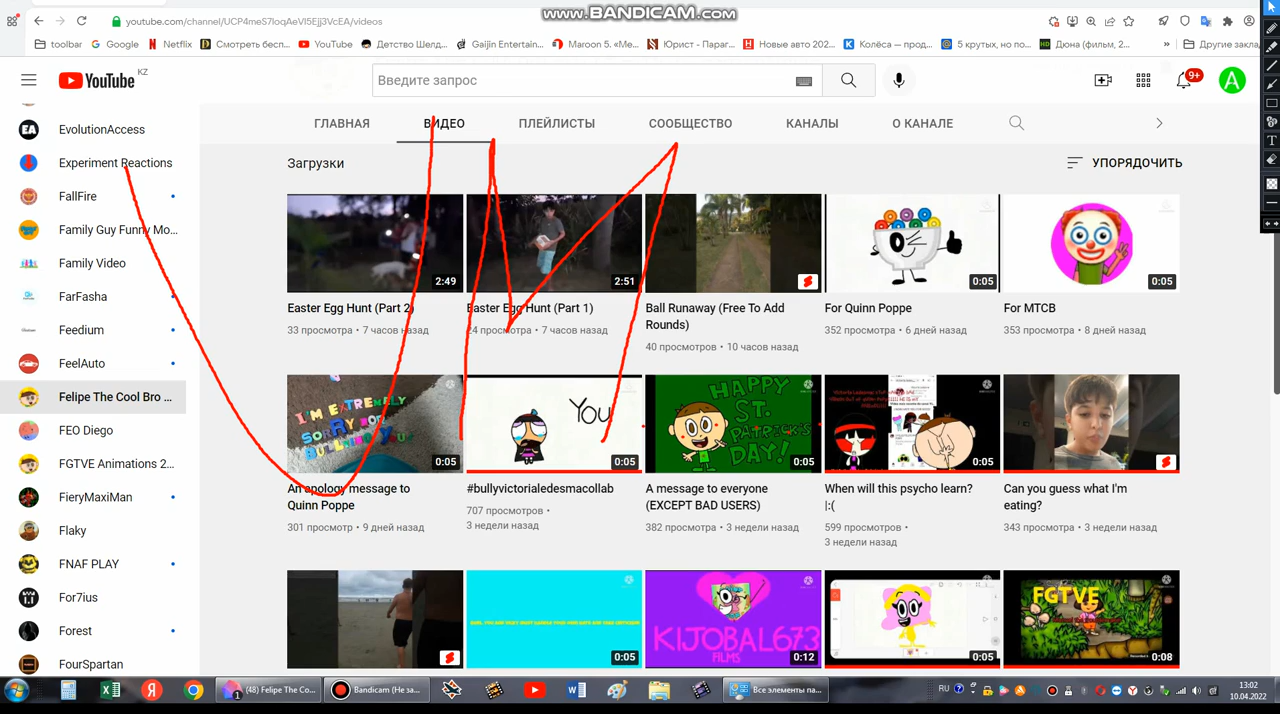 www.BANDICAM.com
youtube.com/channel/UCP4meS7loqAeVl5Ejj3VcEA/videos
toolbar
Google
Netflix
Смотреть бесп...
YouTube
Детство Шелд...
Gaijin Entertain...
Maroon 5. «Me...
Юрист - Параг...
Новые авто 202...
Колёса — прод...
5 крутых, но по...
Дюна (фильм, 2...
Другие заклад
YouTube KZ
Введите запрос
9+
A
ГЛАВНАЯ
ВИДЕО
ПЛЕЙЛИСТЫ
СООБЩЕСТВО
КАНАЛЫ
О КАНАЛЕ
Загрузки
УПОРЯДОЧИТЬ
EvolutionAccess
Experiment Reactions
FallFire
Family Guy Funny Mo...
Family Video
FarFasha
Feedium
FeelAuto
Felipe The Cool Bro ...
FEO Diego
FGTVE Animations 2...
FieryMaxiMan
Flaky
FNAF PLAY
For7ius
Forest
FourSpartan
2:49
Easter Egg Hunt (Part 2)
33 просмотра • 7 часов назад
2:51
Easter Egg Hunt (Part 1)
24 просмотра • 7 часов назад
Ball Runaway (Free To Add
Rounds)
40 просмотров • 10 часов назад
0:05
For Quinn Poppe
352 просмотра • 6 дней назад
0:05
For MTCB
353 просмотра • 8 дней назад
I'M EXTREMELY
SORRY FOR
BULLYING YOU
0:05
An apology message to
Quinn Poppe
301 просмотр • 9 дней назад
YOU
0:05
#bullyvictorialedesmacollab
707 просмотров •
3 недели назад
HAPPY
ST.
PATRICK'S
DAY!
0:05
A message to everyone
(EXCEPT BAD USERS)
382 просмотра • 3 недели назад
0:05
When will this psycho learn?
|:(
599 просмотров •
3 недели назад
Can you guess what I'm
eating?
343 просмотра • 3 недели назад
0:05
KIJOBAL673
FILMS
0:12
0:05
FGTVE
0:08
(48) Felipe The Co...
Bandicam (Не за...
Все элементы па...
RU
13:02
10.04.2022